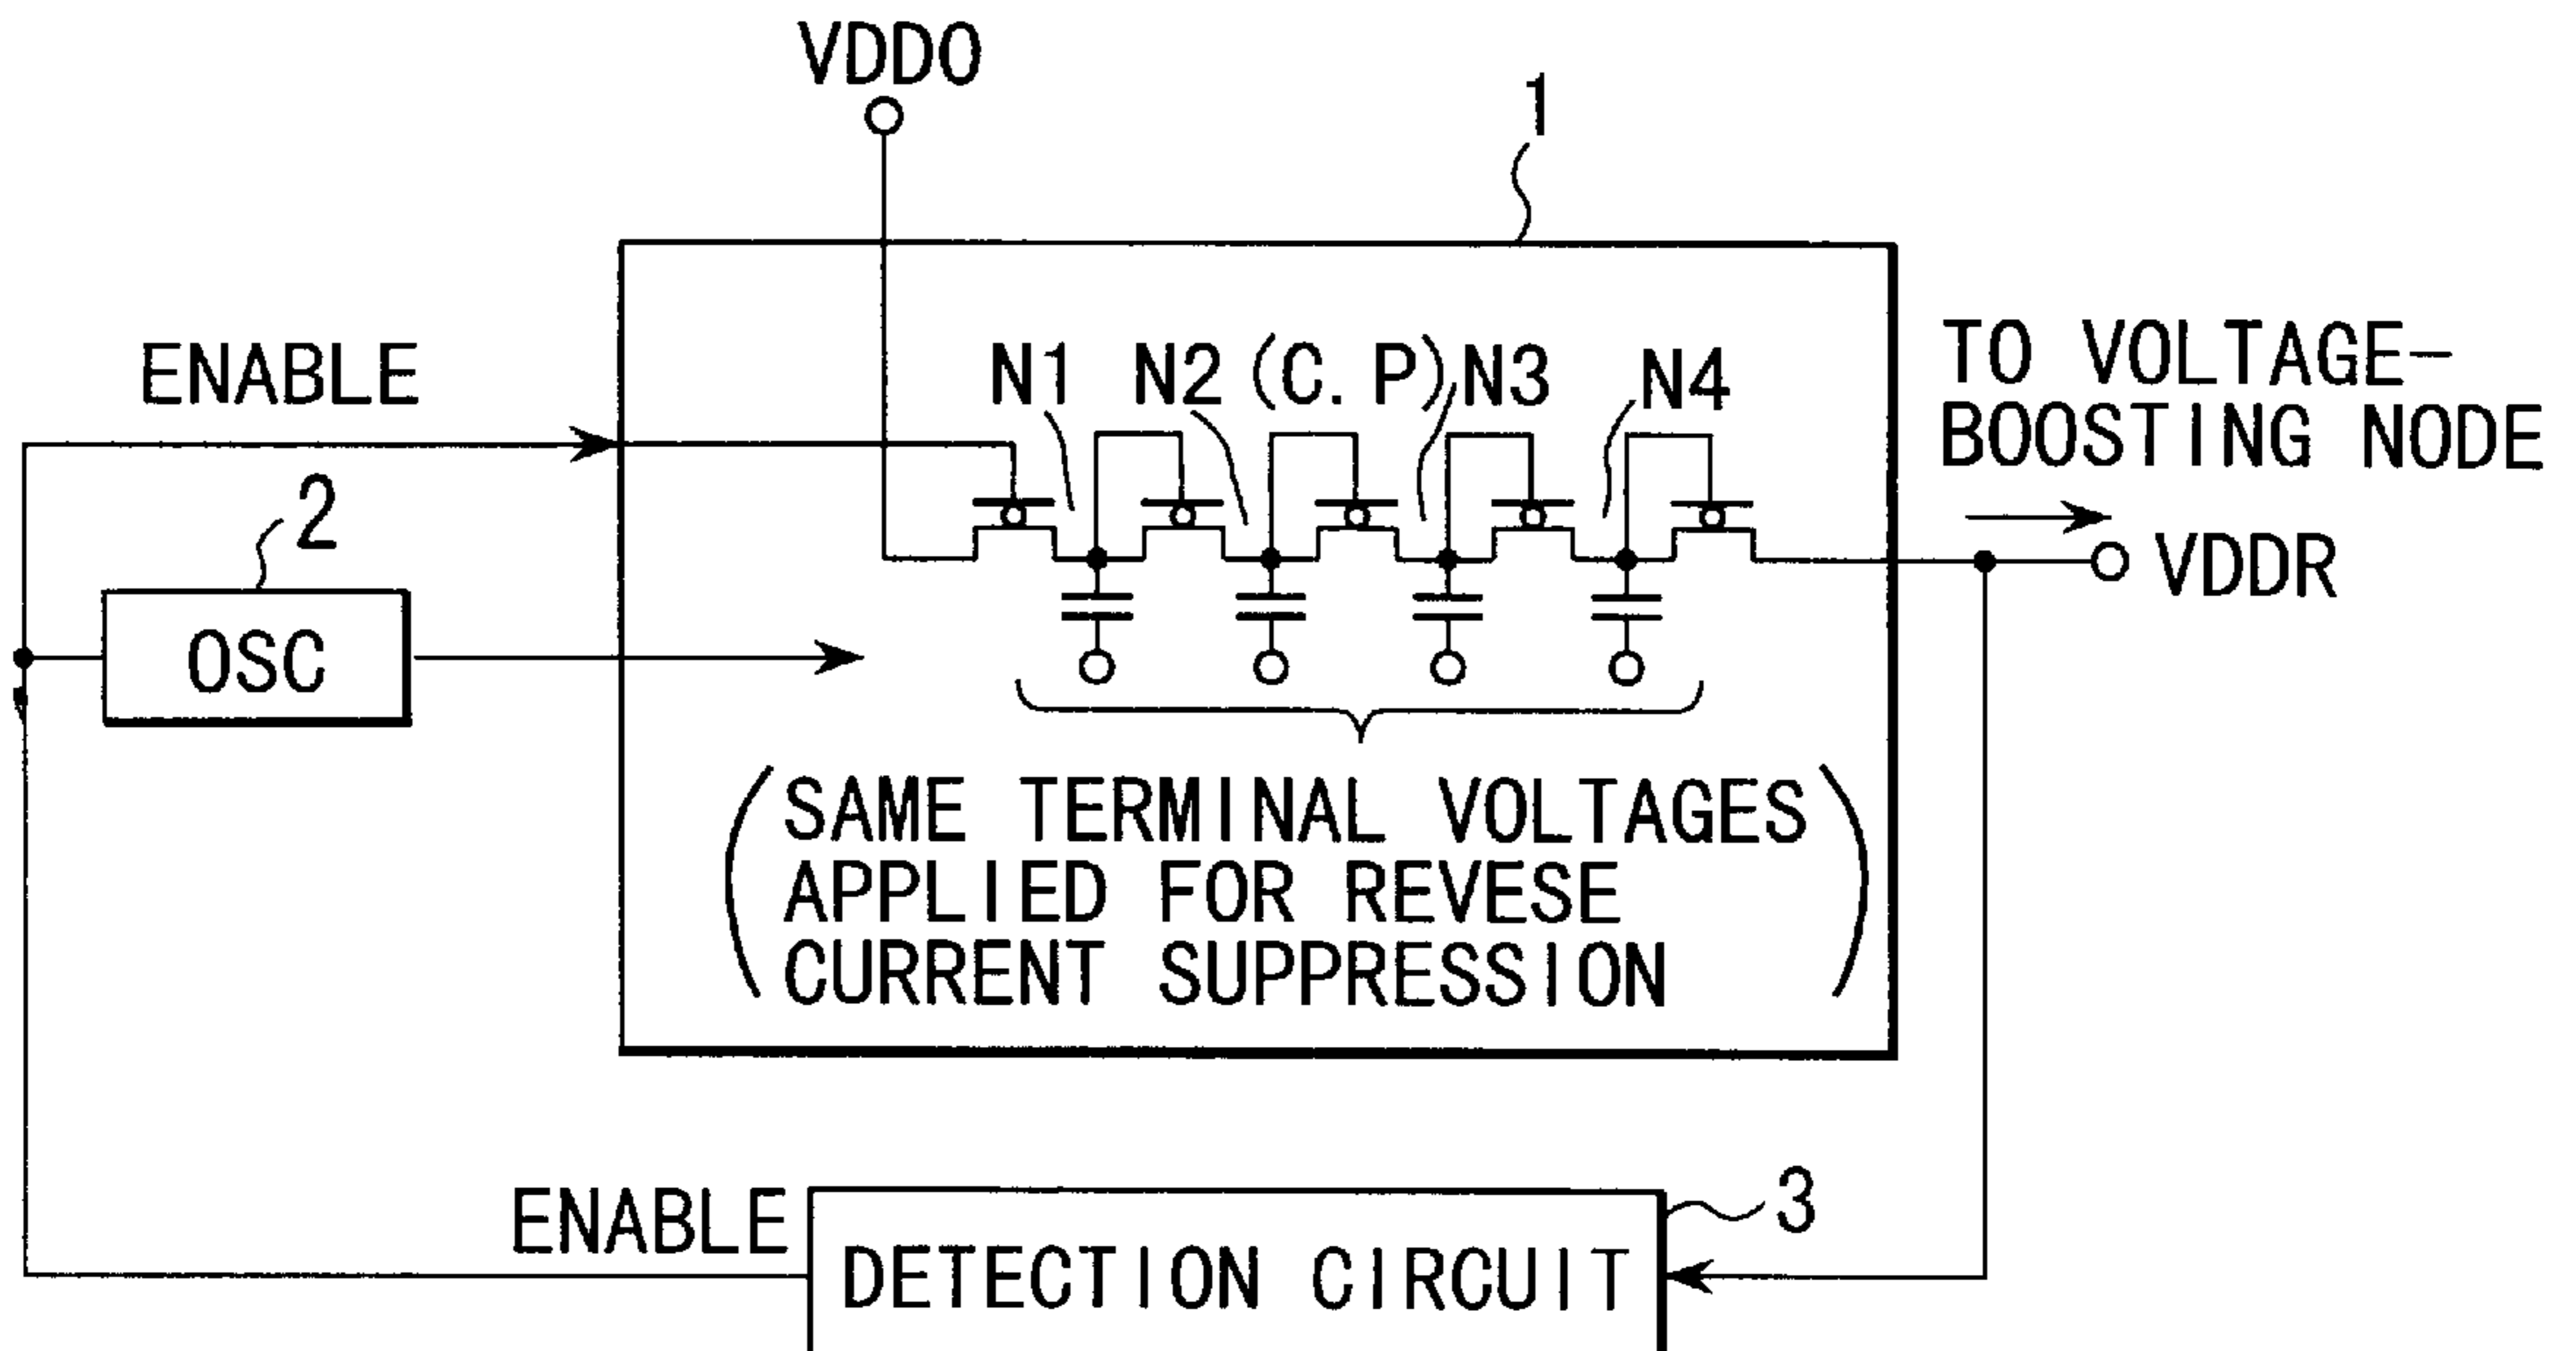 VDDO
1
ENABLE
N1 N2 (C.P) N3 N4
TO VOLTAGE-
BOOSTING NODE
2
OSC
VDDR
(SAME TERMINAL VOLTAGES
APPLIED FOR REVESE
CURRENT SUPPRESSION)
ENABLE
3
DETECTION CIRCUIT